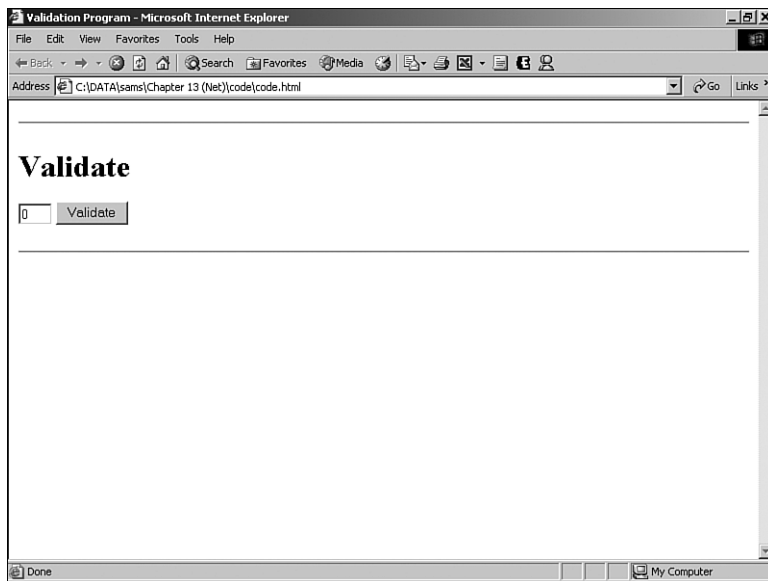 Validation Program - Microsoft Internet Explorer
File Edit View Favorites Tools Help
Back Search Favorites Media
Address C:\DATA\sams\Chapter 13 (Net)\code\code.html Go Links
Validate
0 Validate
Done My Computer